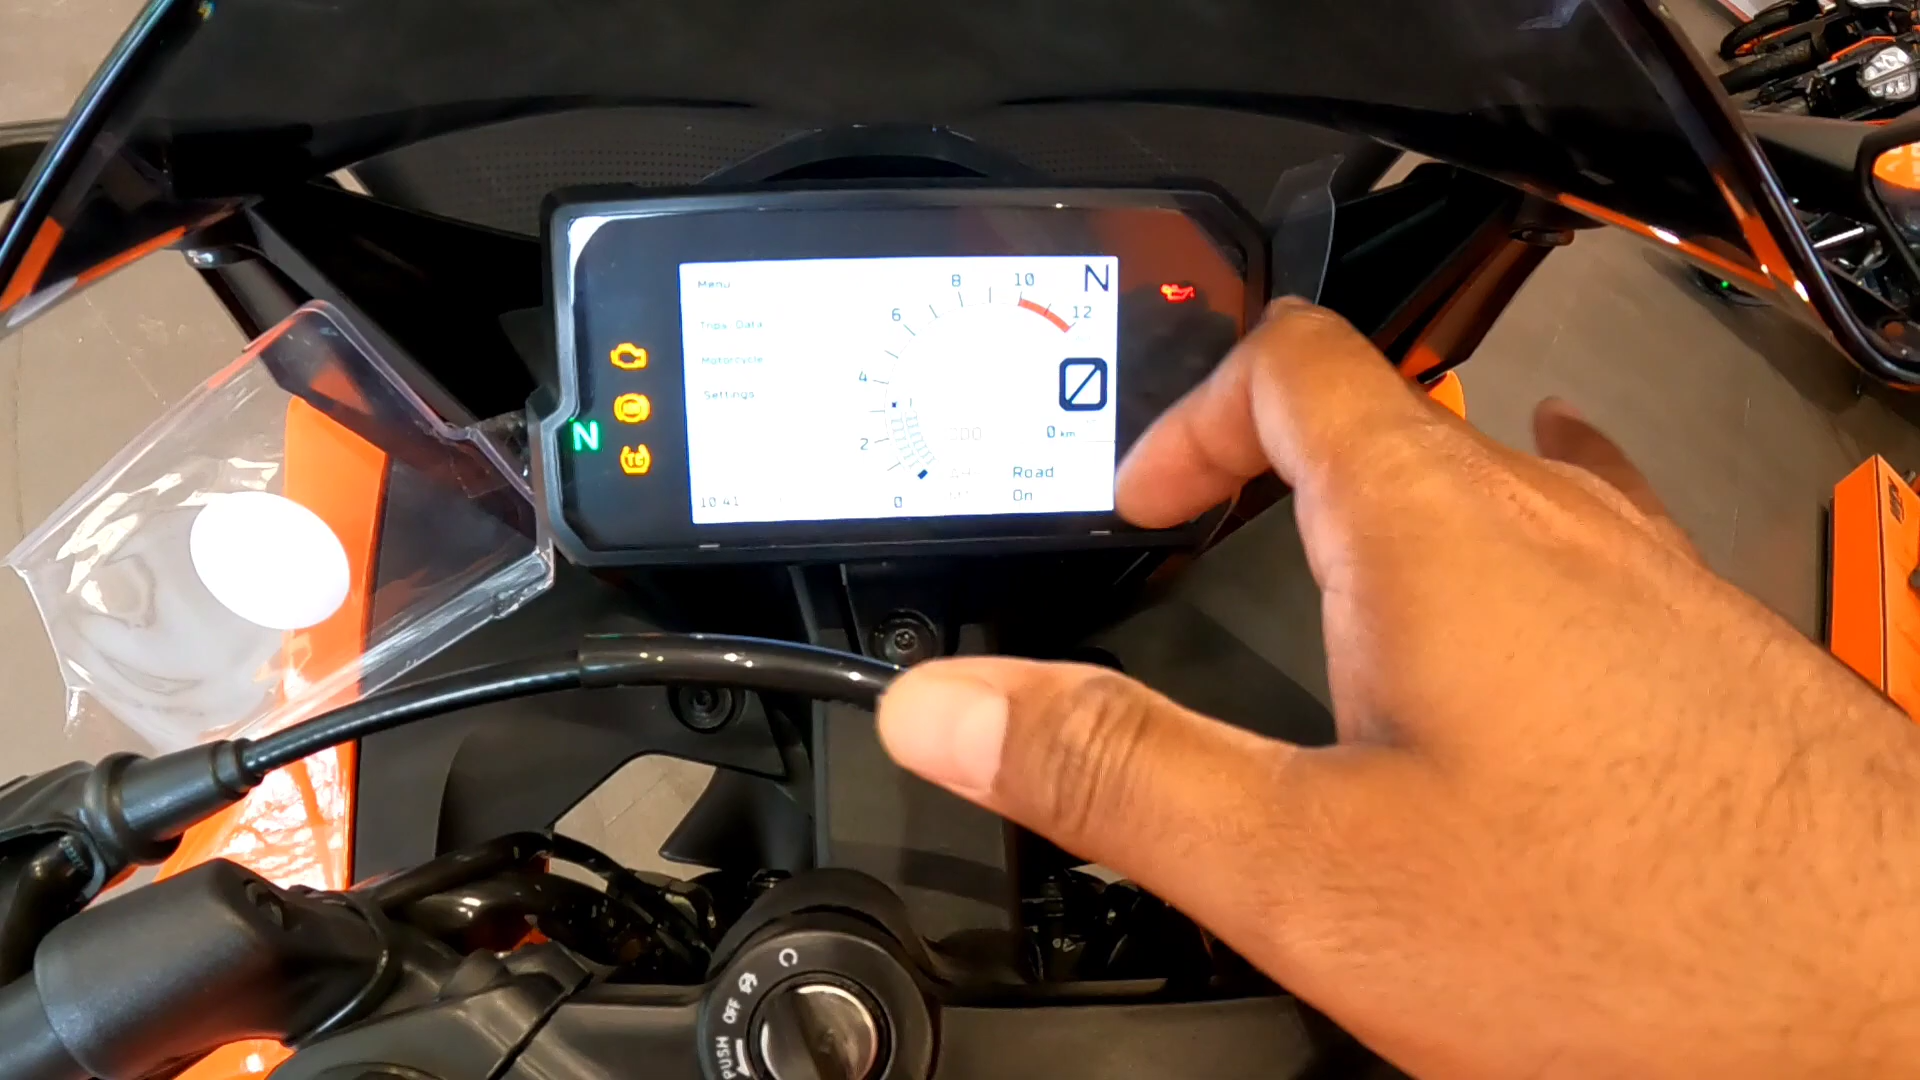 Menu
Trips/Data
Motorcycle
Settings
10:41
0
2
4
6
8
10
12
N
0 km
Road
On
N
TC
OFF
PUSH